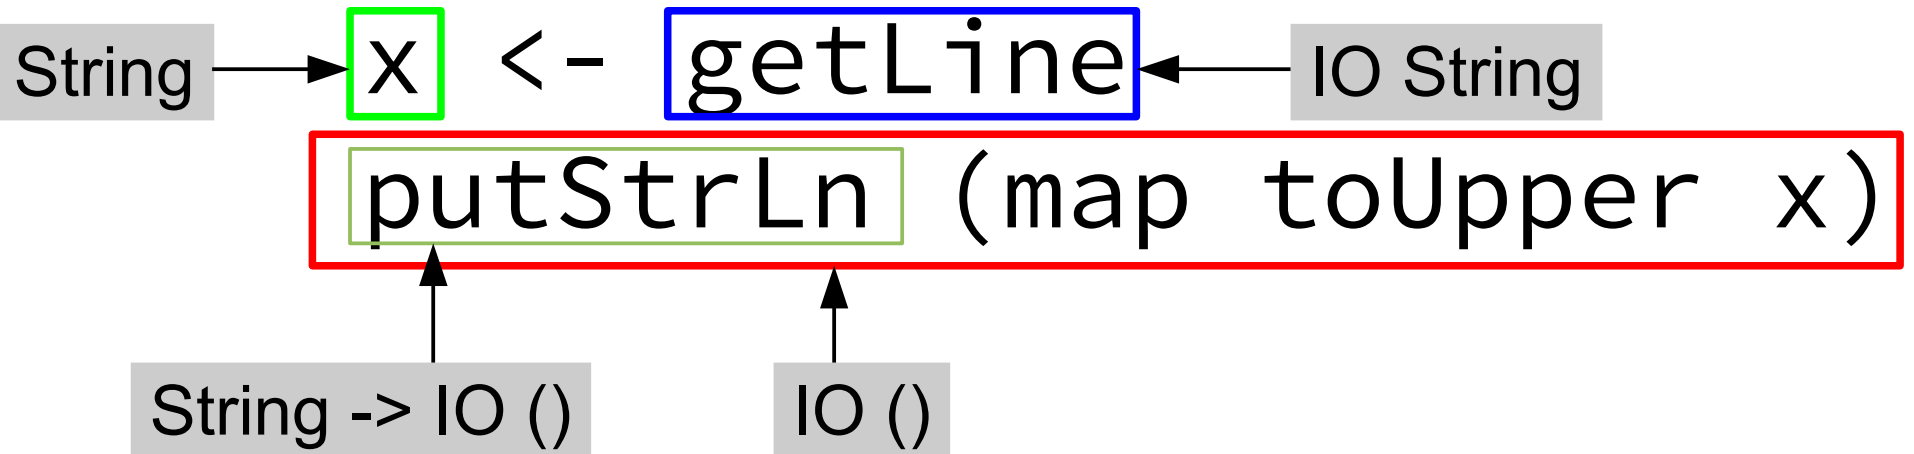 String x <- getLine IO String
putStrLn (map toUpper x)
String -> IO () IO ()